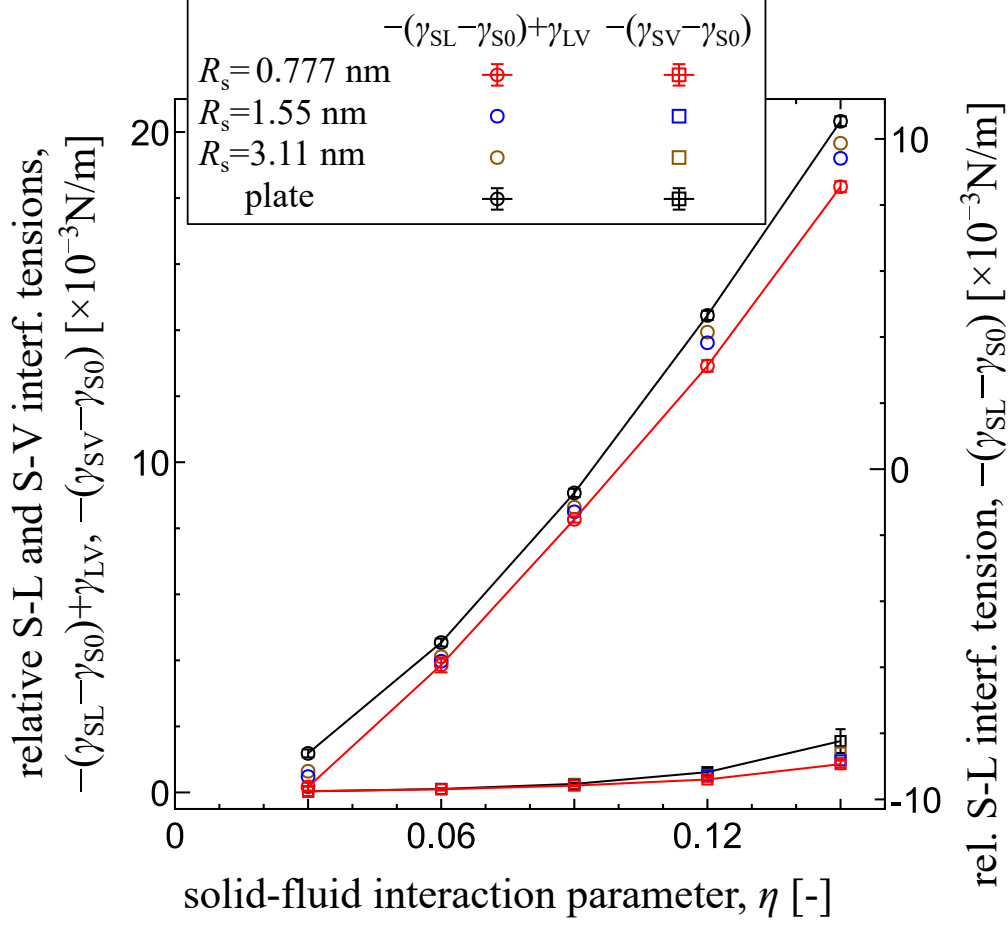 −(γSL−γS0)+γLV −(γSV−γS0)
Rs= 0.777 nm
Rs=1.55 nm
Rs=3.11 nm
plate
relative S-L and S-V interf. tensions,
−(γSL−γS0)+γLV, −(γSV−γS0) [×10−3N/m]
20
10
0
10
0
-10
rel. S-L interf. tension, −(γSL−γS0) [×10−3N/m]
0 0.06 0.12
solid-fluid interaction parameter, η [-]